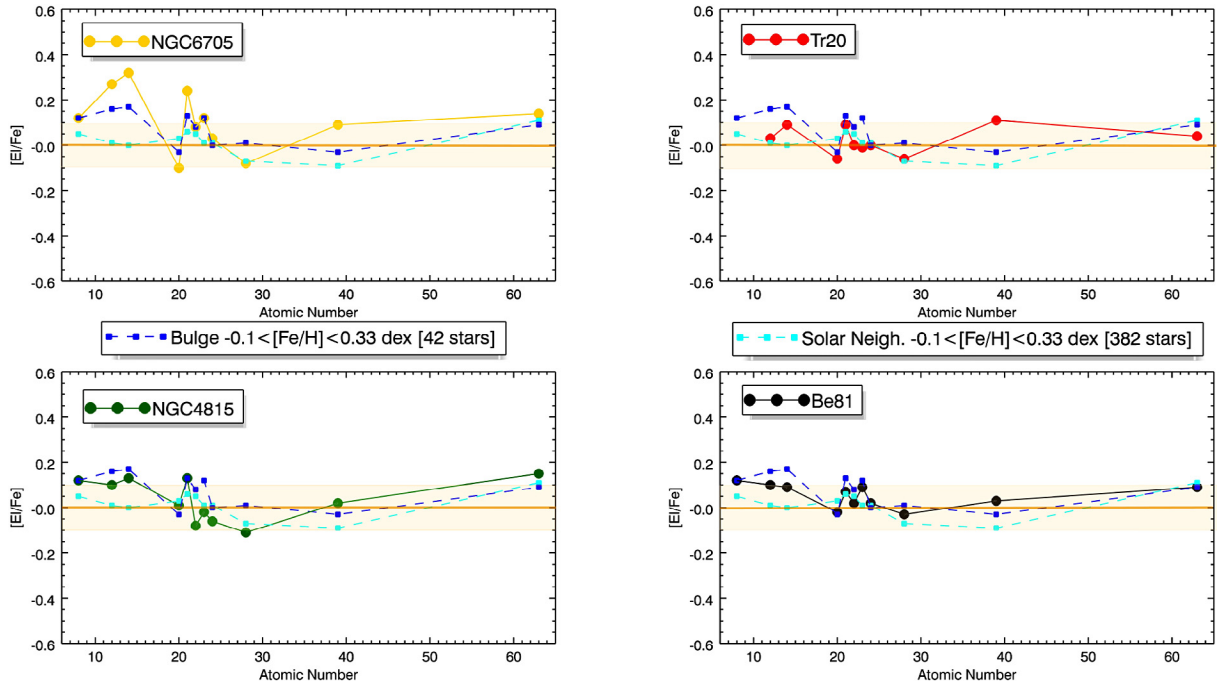 0.6
0.4
0.2
-0.0
-0.2
-0.4
-0.6
[El/Fe]
NGC6705
10 20 30 40 50 60
Atomic Number
0.6
0.4
0.2
-0.0
-0.2
-0.4
-0.6
[El/Fe]
Tr20
10 20 30 40 50 60
Atomic Number
Bulge -0.1<[Fe/H]<0.33 dex [42 stars]
Solar Neigh. -0.1<[Fe/H]<0.33 dex [382 stars]
0.6
0.4
0.2
-0.0
-0.2
-0.4
-0.6
[El/Fe]
NGC4815
10 20 30 40 50 60
Atomic Number
0.6
0.4
0.2
-0.0
-0.2
-0.4
-0.6
[El/Fe]
Be81
10 20 30 40 50 60
Atomic Number